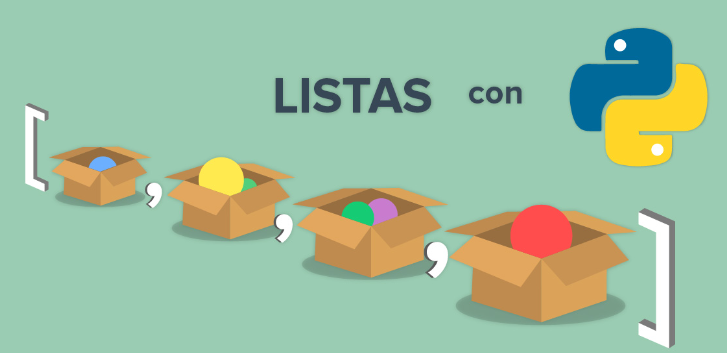 LISTAS con
[ , , , ]